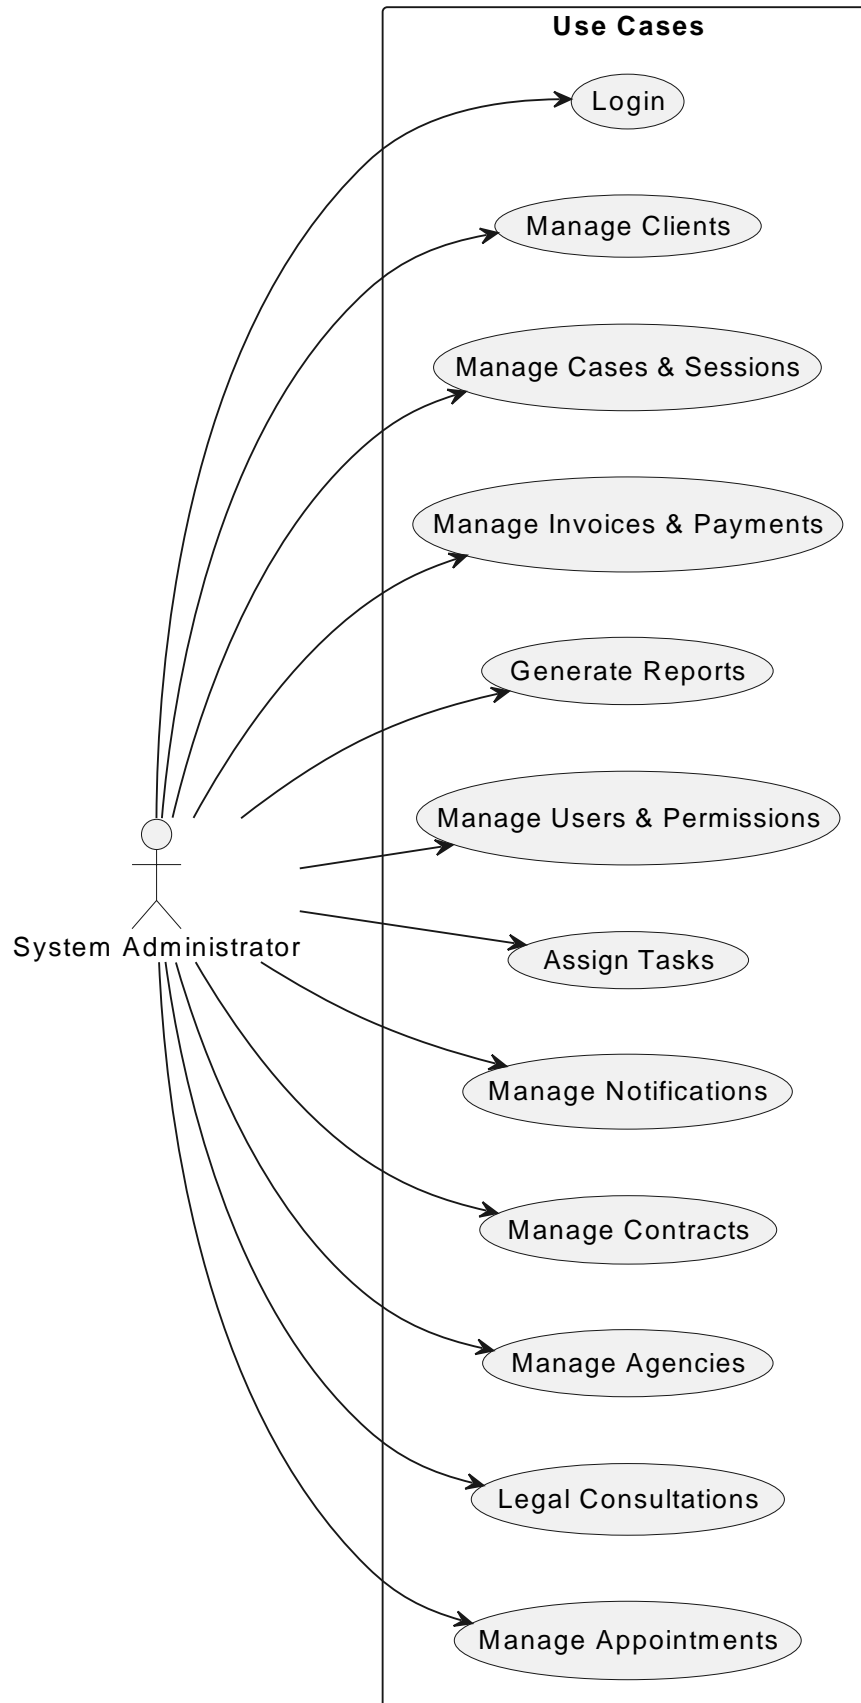 Use Cases
Login
Manage Clients
Manage Cases & Sessions
Manage Invoices & Payments
Generate Reports
Manage Users & Permissions
System Administrator
Assign Tasks
Manage Notifications
Manage Contracts
Manage Agencies
Legal Consultations
Manage Appointments